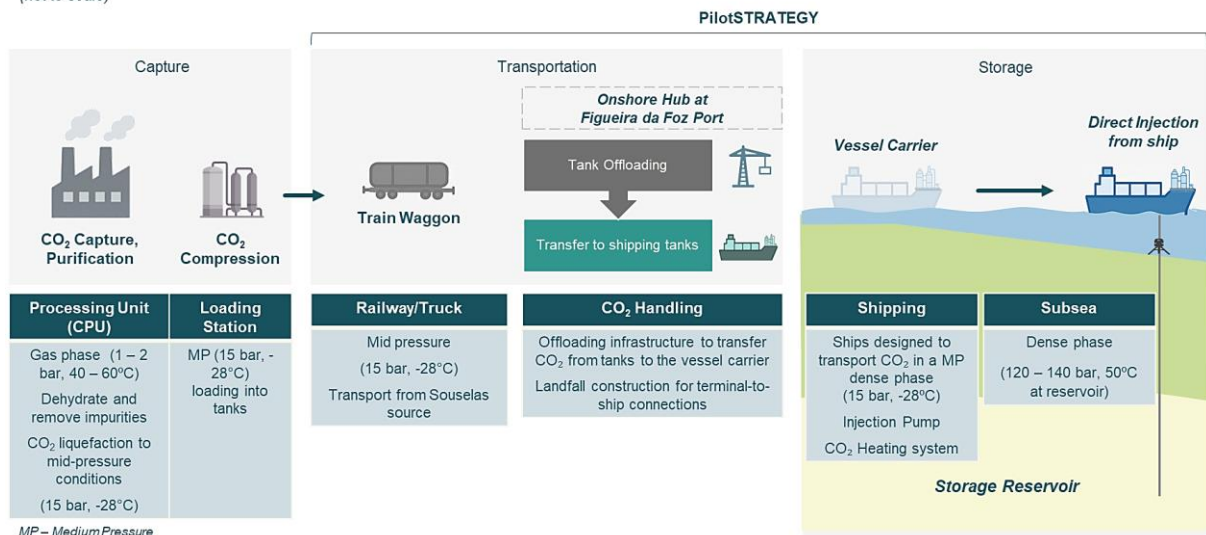 (not to scale)
PilotSTRATEGY
Capture
Transportation
Storage
Onshore Hub at
Figueira da Foz Port
Tank Offloading
Transfer to shipping tanks
Train Waggon
CO₂ Capture,
Purification
CO₂
Compression
Vessel Carrier
Direct Injection
from ship
Processing Unit
(CPU)
Gas phase (1 – 2
bar, 40 – 60ºC)
Dehydrate and
remove impurities
CO₂ liquefaction to
mid-pressure
conditions
(15 bar, -28°C)
Loading
Station
MP (15 bar, -
28°C)
loading into
tanks
Railway/Truck
Mid pressure
(15 bar, -28°C)
Transport from Souselas
source
CO₂ Handling
Offloading infrastructure to transfer
CO₂ from tanks to the vessel carrier
Landfall construction for terminal-to-
ship connections
Shipping
Ships designed to
transport CO₂ in a MP
dense phase
(15 bar, -28ºC)
Injection Pump
CO₂ Heating system
Subsea
Dense phase
(120 – 140 bar, 50ºC
at reservoir)
Storage Reservoir
MP – Medium Pressure